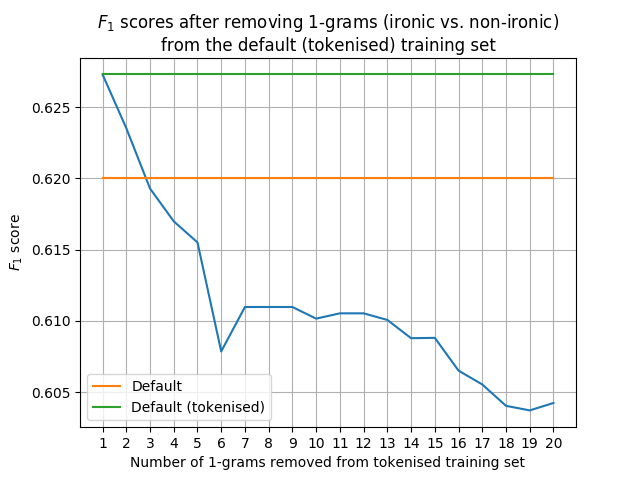 F₁ scores after removing 1-grams (ironic vs. non-ironic)
from the default (tokenised) training set
F₁ score
0.625
0.620
0.615
0.610
0.605
Default
Default (tokenised)
1 2 3 4 5 6 7 8 9 10 11 12 13 14 15 16 17 18 19 20
Number of 1-grams removed from tokenised training set